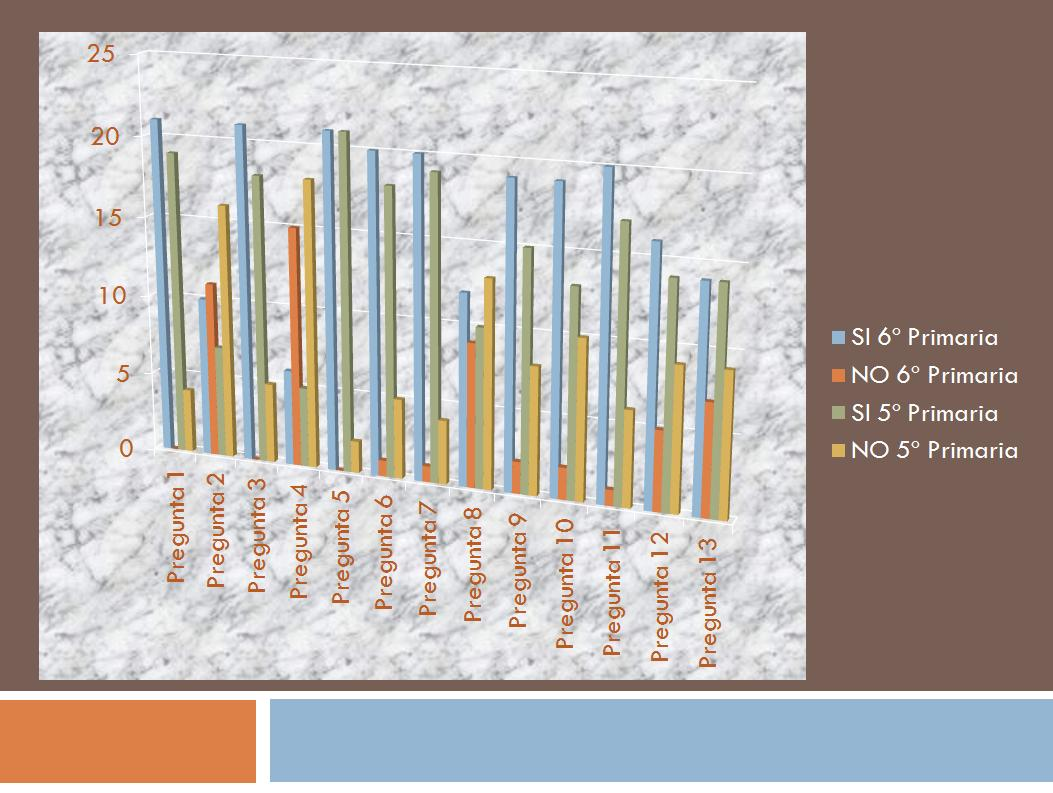 25
20
15
10
5
0
Pregunta 1
Pregunta 2
Pregunta 3
Pregunta 4
Pregunta 5
Pregunta 6
Pregunta 7
Pregunta 8
Pregunta 9
Pregunta 10
Pregunta 11
Pregunta 12
Pregunta 13
SI 6º Primaria
NO 6º Primaria
SI 5º Primaria
NO 5º Primaria